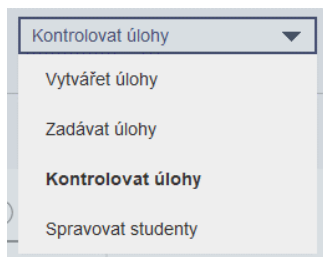 Kontrolovat úlohy
Vytvářet úlohy
Zadávat úlohy
Kontrolovat úlohy
Spravovat studenty